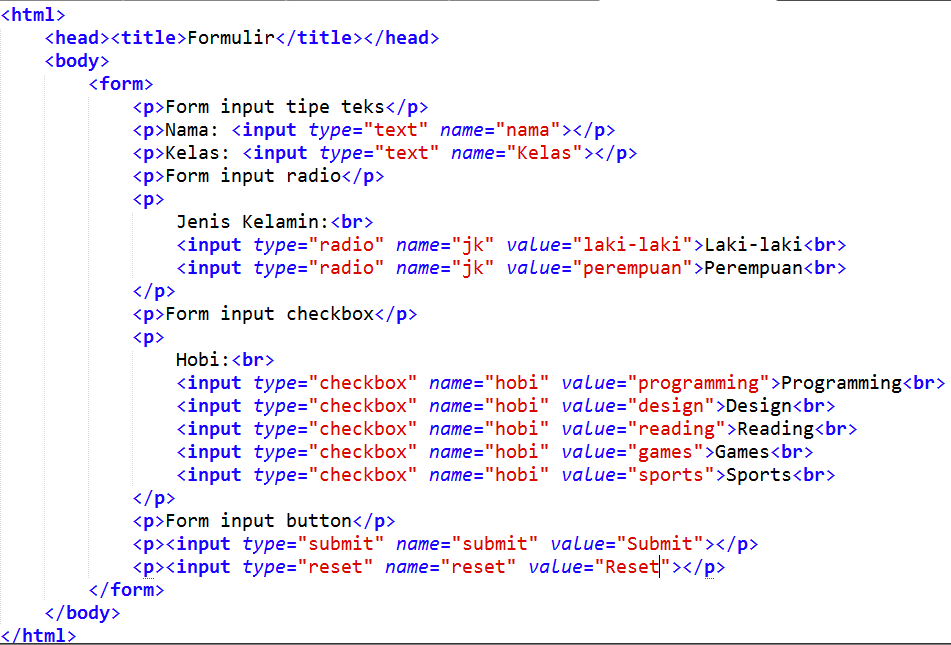 <html>
<head><title>Formulir</title></head>
<body>
<form>
<p>Form input tipe teks</p>
<p>Nama: <input type="text" name="nama"></p>
<p>Kelas: <input type="text" name="Kelas"></p>
<p>Form input radio</p>
<p>
Jenis Kelamin:<br>
<input type="radio" name="jk" value="laki-laki">Laki-laki<br>
<input type="radio" name="jk" value="perempuan">Perempuan<br>
</p>
<p>Form input checkbox</p>
<p>
Hobi:<br>
<input type="checkbox" name="hobi" value="programming">Programming<br>
<input type="checkbox" name="hobi" value="design">Design<br>
<input type="checkbox" name="hobi" value="reading">Reading<br>
<input type="checkbox" name="hobi" value="games">Games<br>
<input type="checkbox" name="hobi" value="sports">Sports<br>
</p>
<p>Form input button</p>
<p><input type="submit" name="submit" value="Submit"></p>
<p><input type="reset" name="reset" value="Reset"></p>
</form>
</body>
</html>